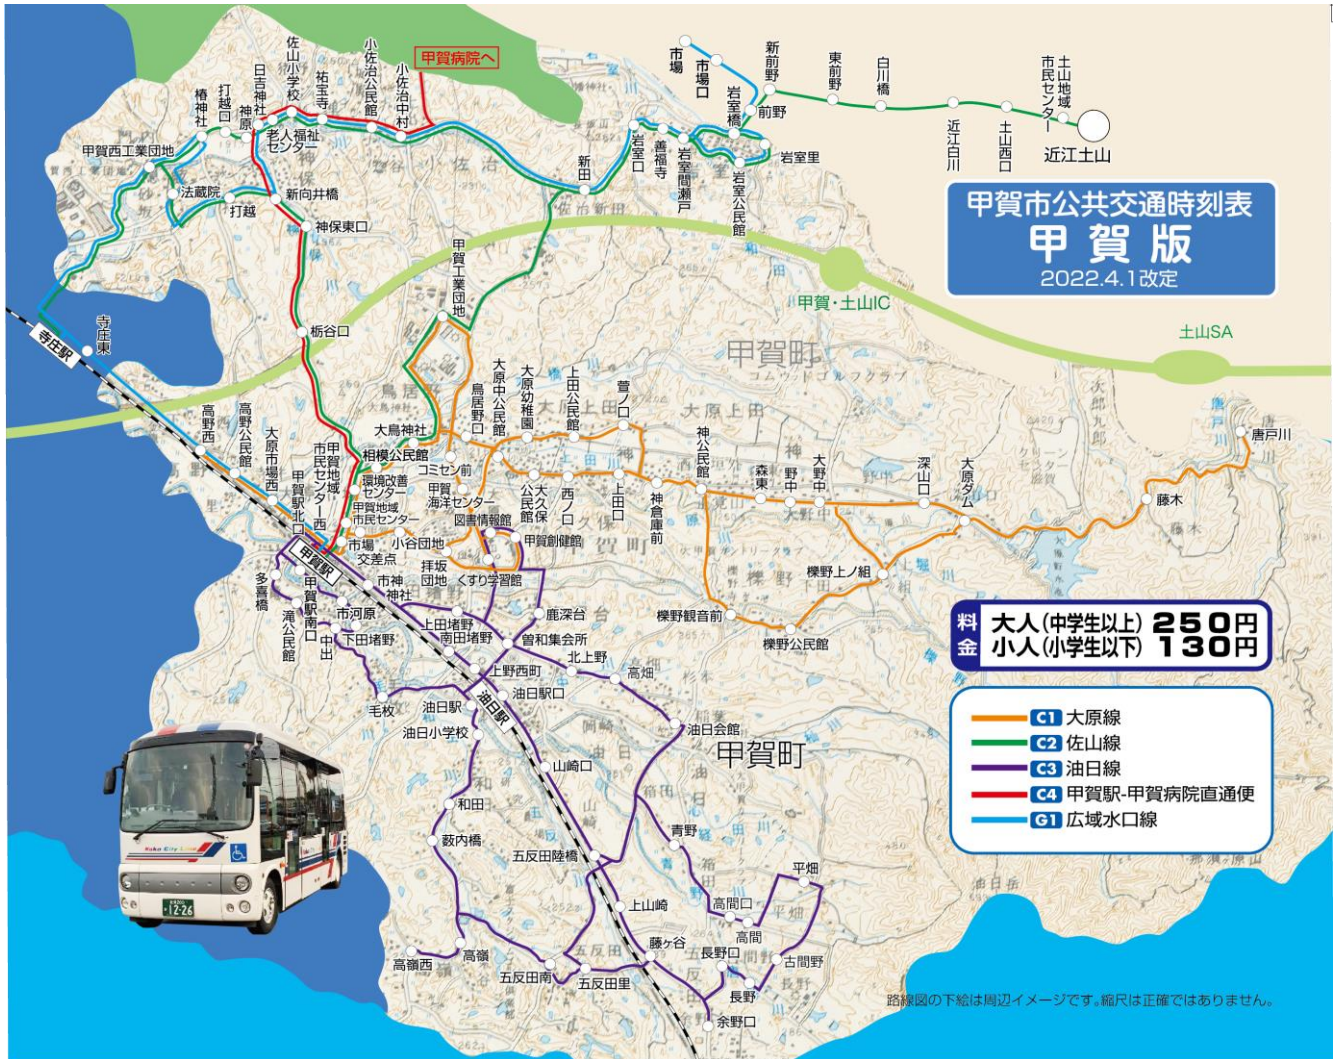 甲賀病院へ
市場
市場口
新前野
東前野
白川橋
土山地域
市民センター
岩室橋
前野
近江白川
土山西口
近江土山
椿神社
打越口
神原
日吉神社
佐山小学校
祐宝寺
小佐治公民館
小佐治中村
老人福祉
センター
甲賀西工業団地
法蔵院
打越
新向井橋
神保東口
新田
岩室口
善福寺
岩室間瀬戸
岩室公民館
岩室里
甲賀市公共交通時刻表
甲賀版
2022.4.1改定
甲賀・土山IC
土山SA
甲賀工業団地
栃谷口
寺庄駅
寺庄東
甲賀町
コムウッドゴルフクラブ
高野西
高野公民館
大原市場西
甲賀駅北口
甲賀地域
市民センター西
大鳥神社
相模公民館
環境改善
センター
甲賀地域
市民センター
市場
交差点
小谷団地
拝坂
団地
鳥居野口
大原中公民館
大原幼稚園
上田公民館
萱ノ口
コミセン前
甲賀
海洋センター
図書情報館
甲賀創健館
くすり学習館
大久保
公民館
西ノ口
上田口
神倉庫前
神公民館
森東
野中
大野中
深山口
大原ダム
藤木
唐戸川
櫟野上ノ組
櫟野観音前
櫟野公民館
甲賀駅
多喜橋
滝公民館
甲賀駅南口
中出
市河原
下田堵野
市神
神社
上田堵野
南田堵野
鹿深台
曽和集会所
北上野
高畑
上野西町
油日駅口
油日駅
油日駅
毛枚
油日小学校
油日会館
甲賀町
山崎口
和田
薮内橋
五反田陸橋
青野
平畑
上山崎
高間口
高間
高嶺西
高嶺
五反田南
五反田里
藤ヶ谷
長野口
長野
古間野
余野口
料金
大人(中学生以上) 250円
小人(小学生以下) 130円
C1 大原線
C2 佐山線
C3 油日線
C4 甲賀駅-甲賀病院直通便
G1 広域水口線
Koka City Line
12-26
路線図の下絵は周辺イメージです。縮尺は正確ではありません。